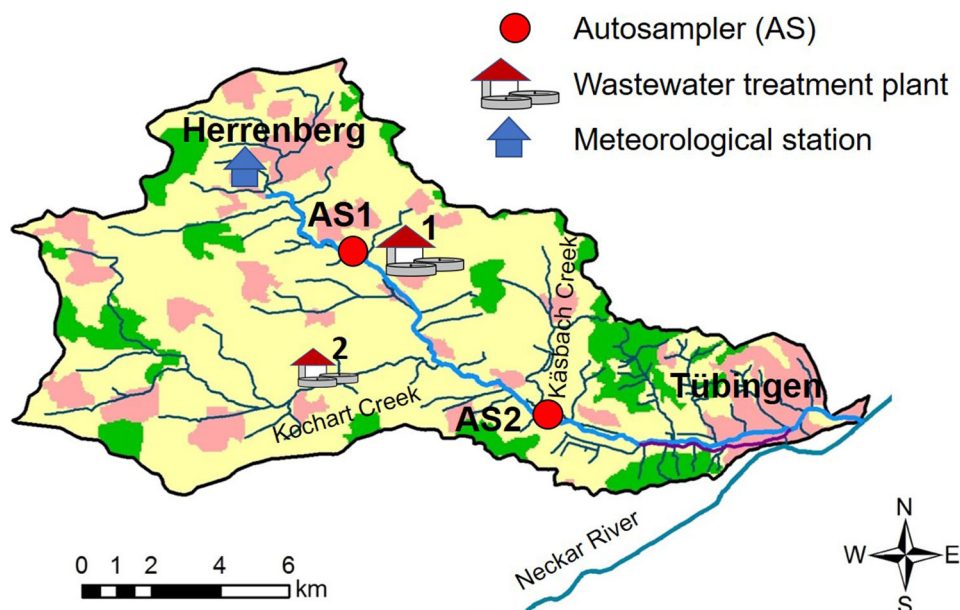 Autosampler (AS)
Wastewater treatment plant
Meteorological station
Herrenberg
AS1
1
Käsbach Creek
2
Tübingen
Kochart Creek
AS2
Neckar River
N
W E
S
0 1 2 4 6
km